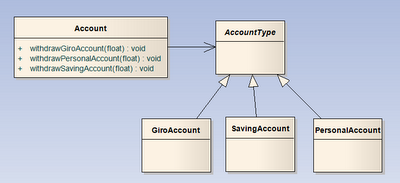 Account
AccountType
+ withdrawGiroAccount(float) : void
+ withdrawPersonalAccount(float) : void
+ withdrawSavingAccount(float) : void
GiroAccount
SavingAccount
PersonalAccount